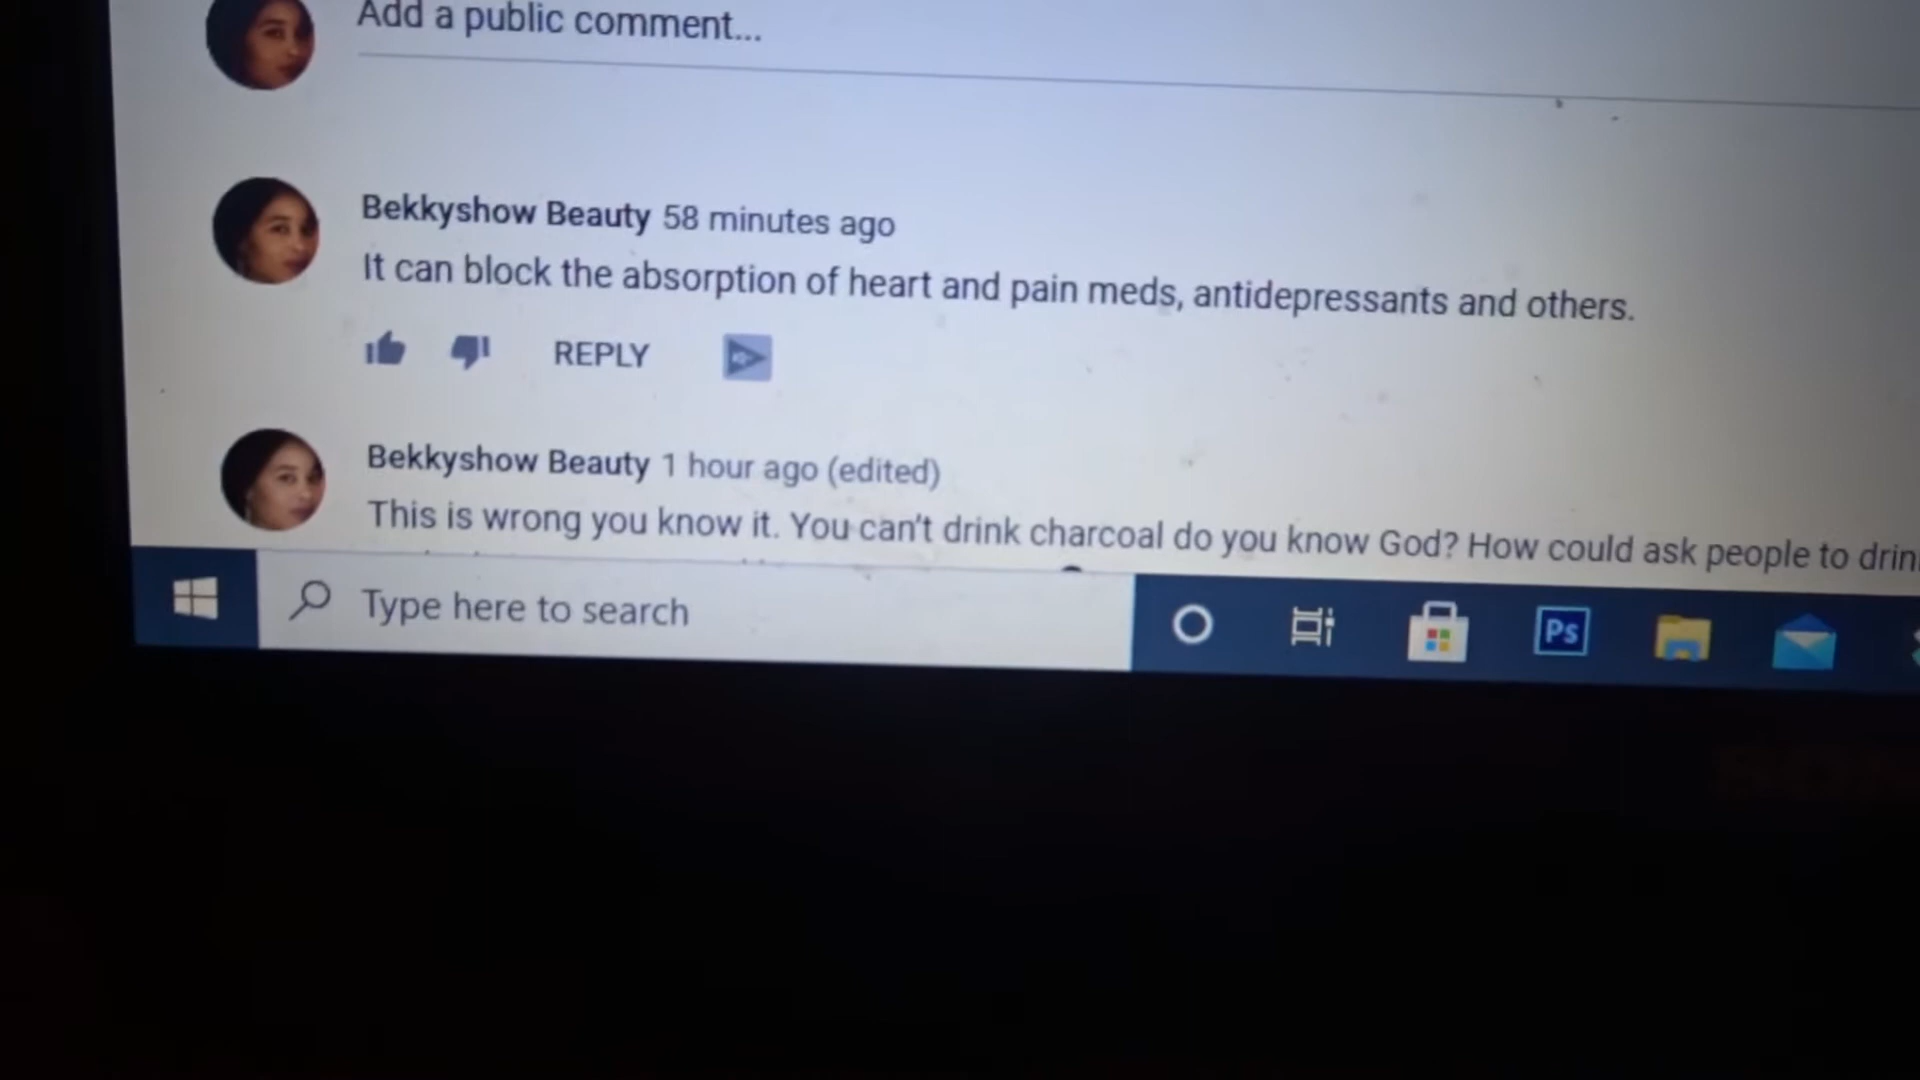 Add a public comment...
Bekkyshow Beauty 58 minutes ago
It can block the absorption of heart and pain meds, antidepressants and others.
REPLY
Bekkyshow Beauty 1 hour ago (edited)
This is wrong you know it. You can't drink charcoal do you know God? How could ask people to drin
Type here to search
Ps